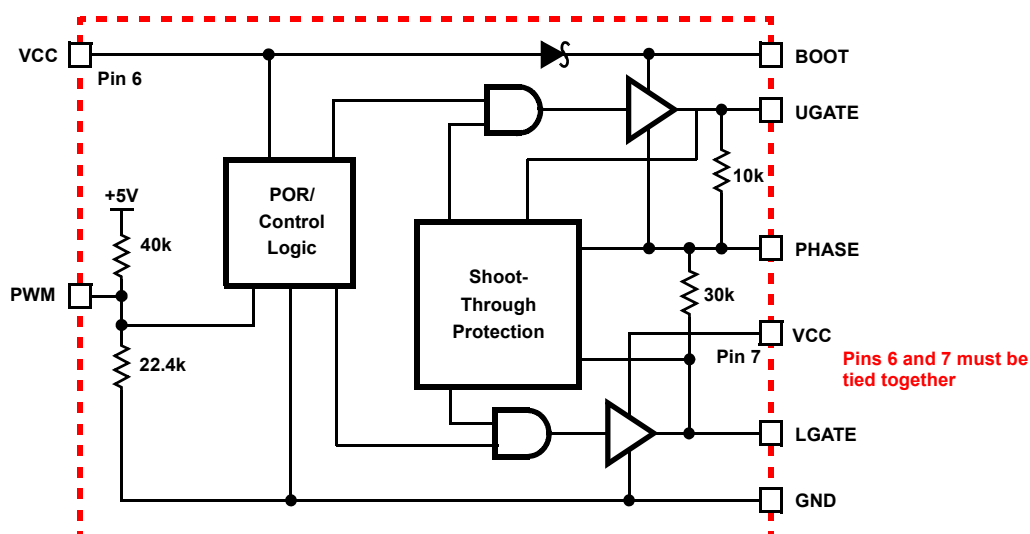 VCC
Pin 6
BOOT
UGATE
10k
POR/
Control
Logic
+5V
40k
PWM
22.4k
Shoot-
Through
Protection
PHASE
30k
VCC
Pin 7
Pins 6 and 7 must be
tied together
LGATE
GND